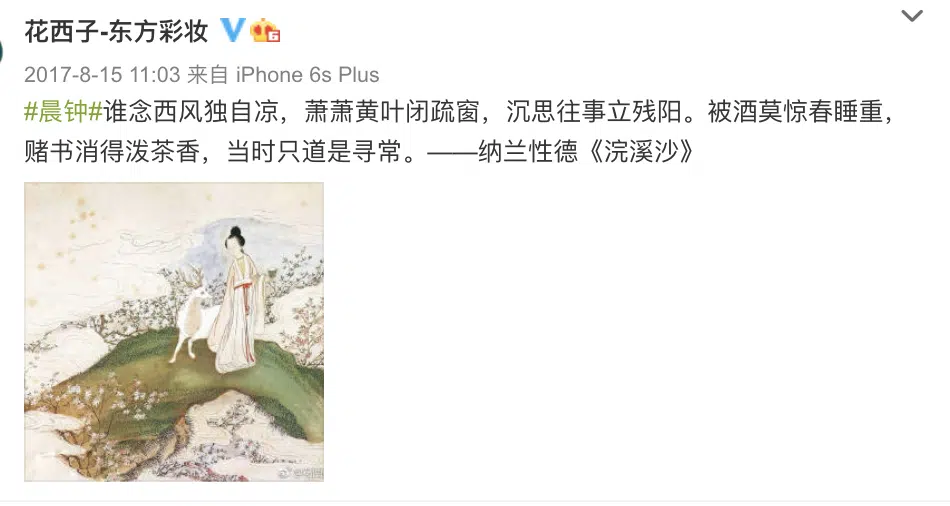 花西子-东方彩妆
2017-8-15 11:03 来自 iPhone 6s Plus
#晨钟#谁念西风独自凉，萧萧黄叶闭疏窗，沉思往事立残阳。被酒莫惊春睡重，
赌书消得泼茶香，当时只道是寻常。——纳兰性德《浣溪沙》